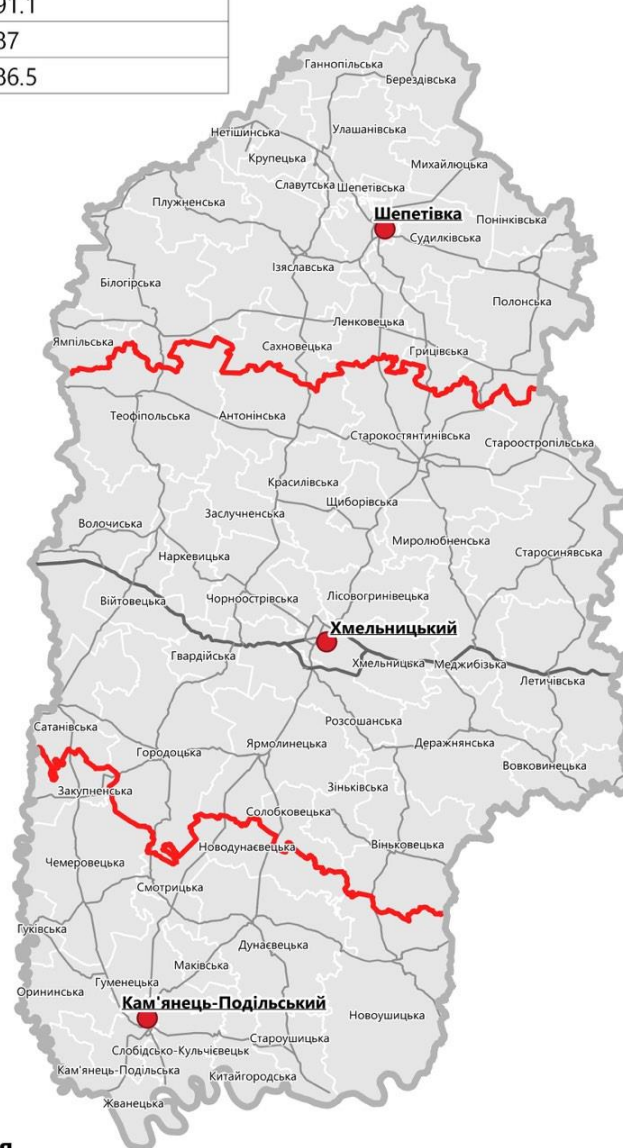 91.1
37
36.5
Ганнопільська
Берездівська
Нетішинська
Улашанівська
Крупецька
Михайлюцька
Славутська
Шепетівська
Плужненська
Шепетівка
Понінківська
Судилківська
Ізяславська
Білогірська
Полонська
Ленковецька
Ямпільська
Сахновецька
Грицівська
Теофіпольська
Антонінська
Старокостянтинівська
Староостропільська
Красилівська
Щиборівська
Заслученська
Волочиська
Миролюбненська
Наркевицька
Старосинявська
Війтовецька
Чорноострівська
Лісовогринівецька
Хмельницький
Гвардійська
Хмельницька
Меджибізька
Летичівська
Розсошанська
Сатанівська
Ярмолинецька
Деражнянська
Городоцька
Вовковинецька
Закупненська
Зіньківська
Солобковецька
Новодунаєвецька
Віньковецька
Чемеровецька
Смотрицька
Гуківська
Дунаєвецька
Маківська
Гуменецька
Орининська
Кам'янець-Подільський
Новоушицька
Староушицька
Слобідсько-Кульчієвецьк
Кам'янець-Подільська
Китайгородська
Жванецька